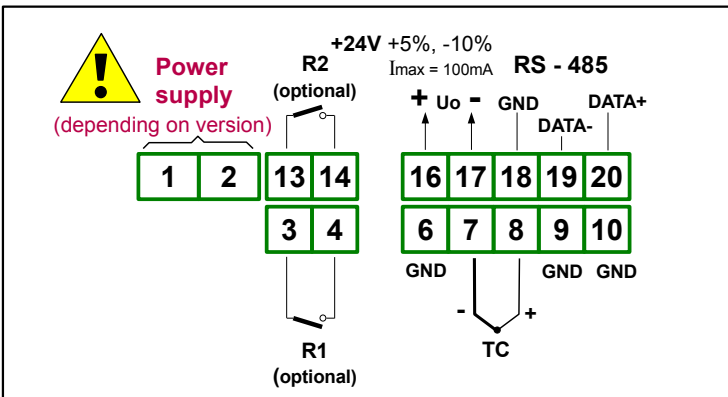 +24V +5%, -10%
Imax = 100mA
RS - 485
R2
(optional)
Power
supply
(depending on version)
+ Uo - GND DATA- DATA+
1 2 13 14 16 17 18 19 20
3 4 6 7 8 9 10
GND GND GND
- +
TC
R1
(optional)